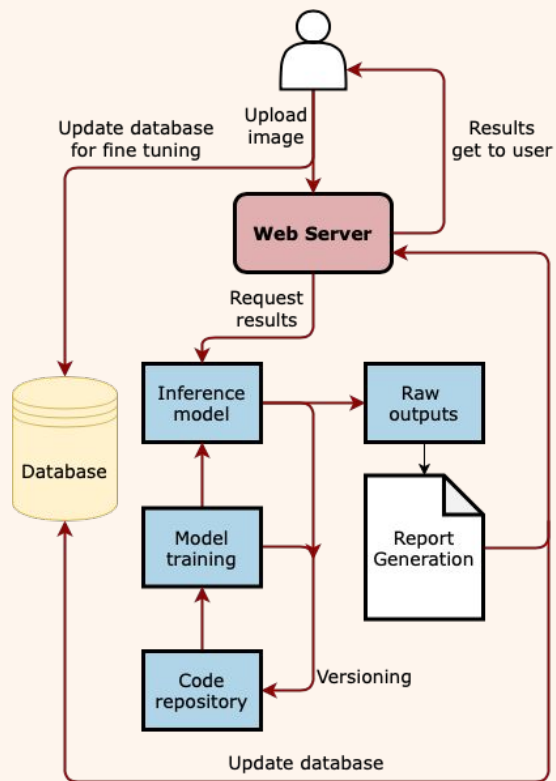 Upload
image
Update database
for fine tuning
Results
get to user
Web Server
Request
results
Inference
model
Raw
outputs
Database
Model
training
Report
Generation
Code
repository
Versioning
Update database